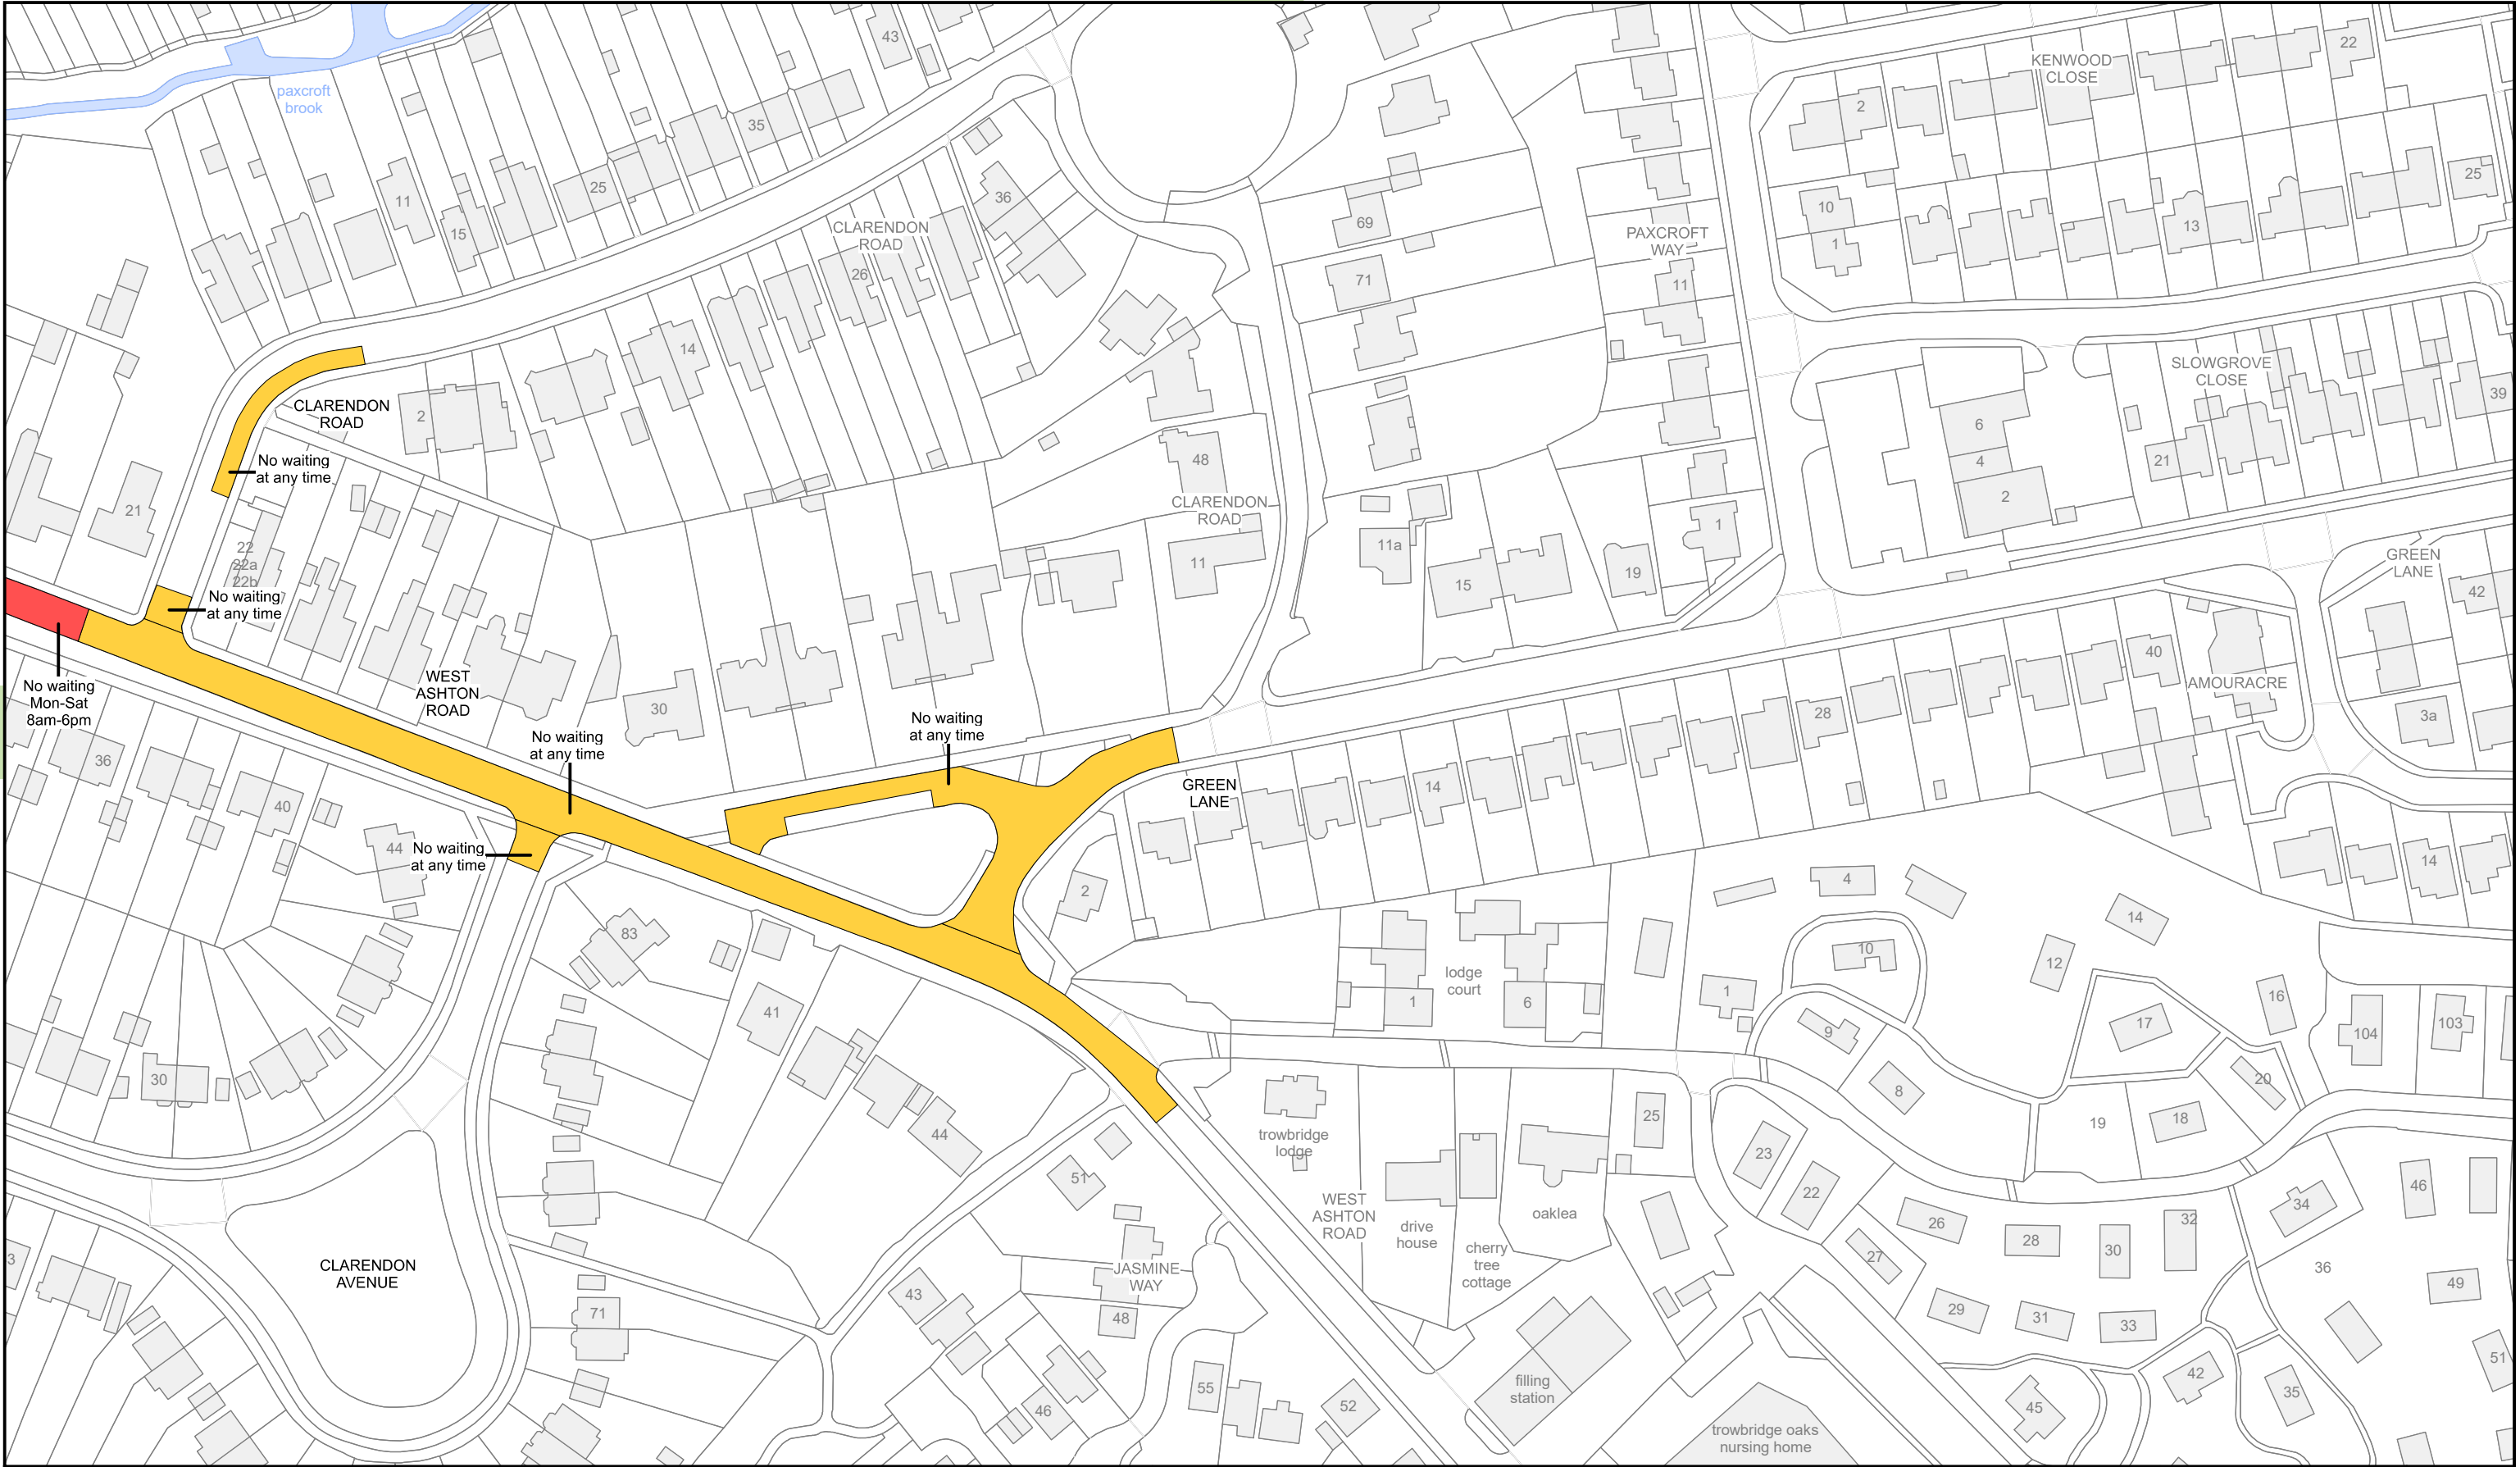 43
22
KENWOOD
CLOSE
paxcroft
brook
2
35
25
25
11
36
10
69
13
15
CLARENDON
ROAD
PAXCROFT
WAY
1
26
71
11
14
SLOWGROVE
CLOSE
39
CLARENDON
ROAD
2
6
No waiting
at any time
48
4
21
2
21
CLARENDON
ROAD
1
22
22a
22b
11a
11
15
19
GREEN
LANE
42
No waiting
at any time
40
AMOURACRE
No waiting
Mon-Sat
8am-6pm
WEST
ASHTON
ROAD
30
28
3a
No waiting
at any time
No waiting
at any time
36
40
GREEN
LANE
14
44
No waiting
at any time
14
2
4
14
83
10
12
lodge
court
1
6
1
16
41
9
17
104
103
30
8
20
44
trowbridge
lodge
25
19
18
23
51
22
46
34
WEST
ASHTON
ROAD
oaklea
26
32
drive
house
28
30
3
CLARENDON
AVENUE
cherry
tree
cottage
27
36
JASMINE
WAY
49
43
71
48
29
31
33
51
filling
station
55
42
35
46
52
45
trowbridge oaks
nursing home